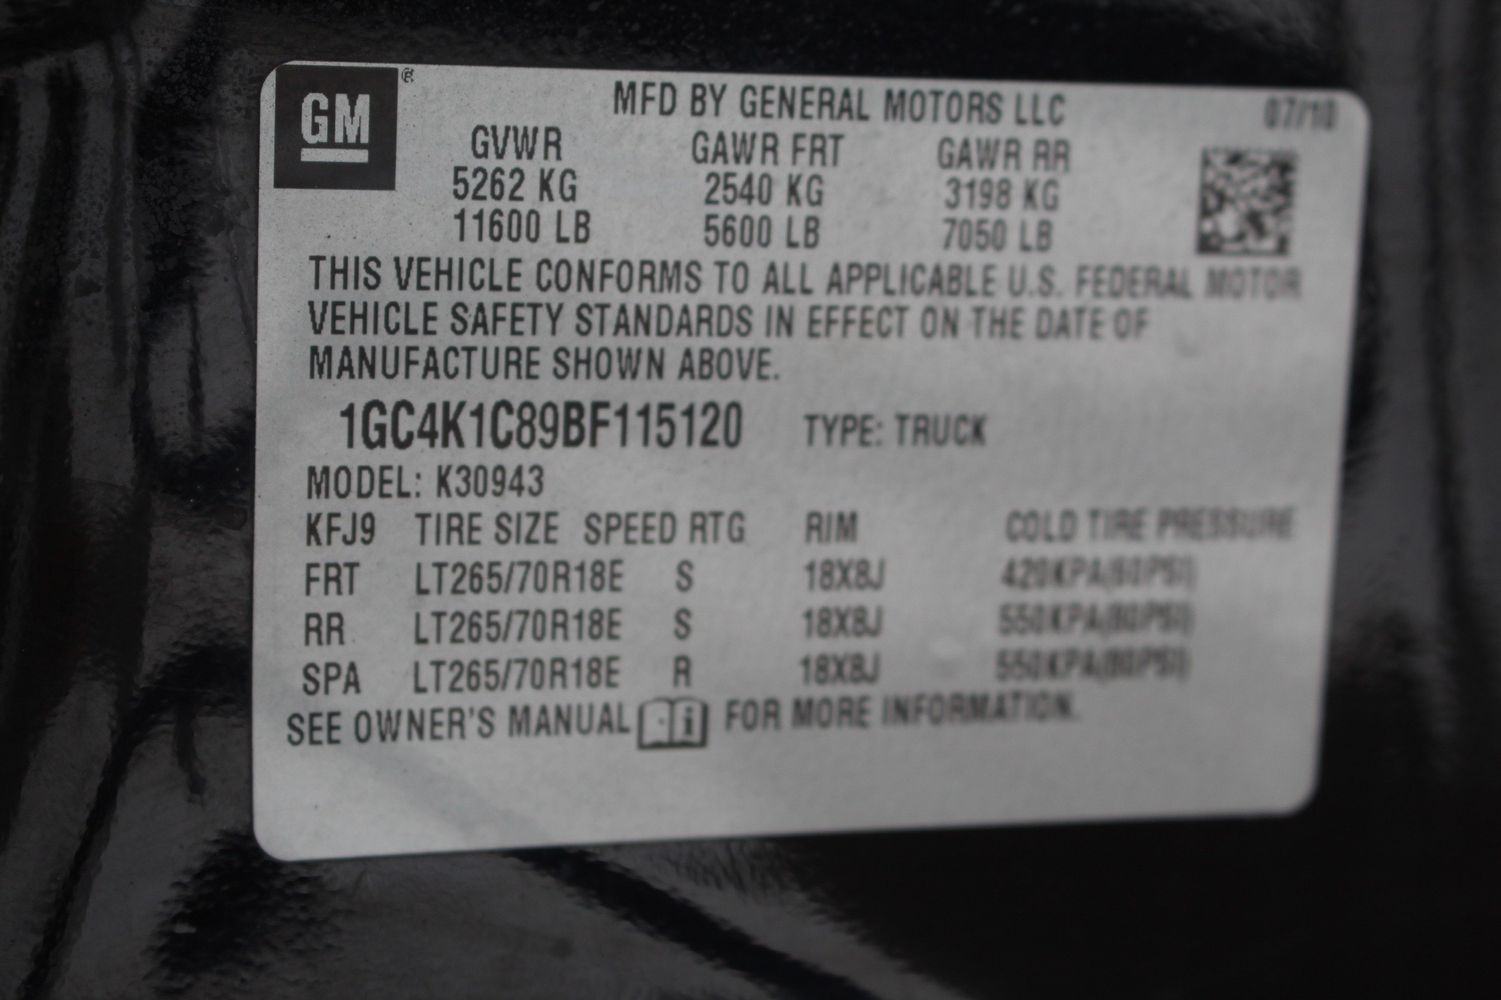 GM ®
MFD BY GENERAL MOTORS LLC 07/10
GVWR GAWR FRT GAWR RR
5262 KG 2540 KG 3198 KG
11600 LB 5600 LB 7050 LB
THIS VEHICLE CONFORMS TO ALL APPLICABLE U.S. FEDERAL MOTOR
VEHICLE SAFETY STANDARDS IN EFFECT ON THE DATE OF
MANUFACTURE SHOWN ABOVE.
1GC4K1C89BF115120 TYPE: TRUCK
MODEL: K30943
KFJ9 TIRE SIZE SPEED RTG RIM COLD TIRE PRESSURE
FRT LT265/70R18E S 18X8J 420KPA(60PSI)
RR LT265/70R18E S 18X8J 550KPA(80PSI)
SPA LT265/70R18E R 18X8J 550KPA(80PSI)
SEE OWNER'S MANUAL i FOR MORE INFORMATION.